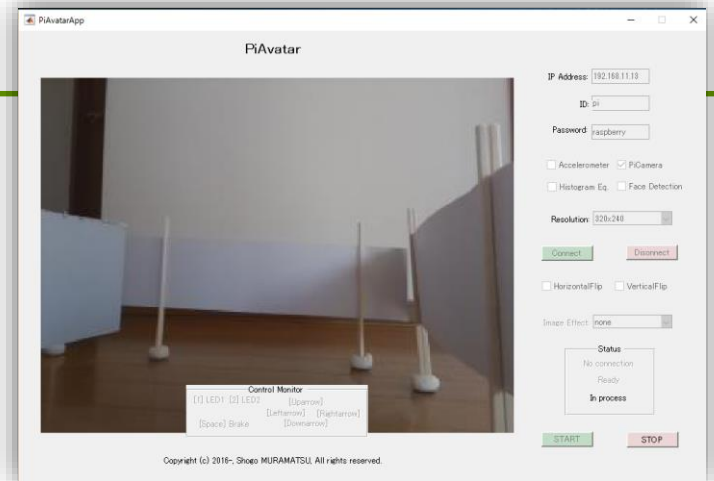 PiAvatarApp
PiAvatar
IP Address: 192.168.11.18
ID: pi
Password: raspberry
Accelerometer PiCamera
Histogram Eq. Face Detection
Resolution: 320x240
Connect Disonnect
HorizontalFlip VerticalFlip
Image Effect: none
Status
No connection
Ready
In process
START STOP
Control Monitor
[1] LED1 [2] LED2 [Uparrow]
[Leftarrow] [Rightarrow]
[Space] Brake [Downarrow]
Copyright (c) 2016-, Shogo MURAMATSU, All rights reserved.